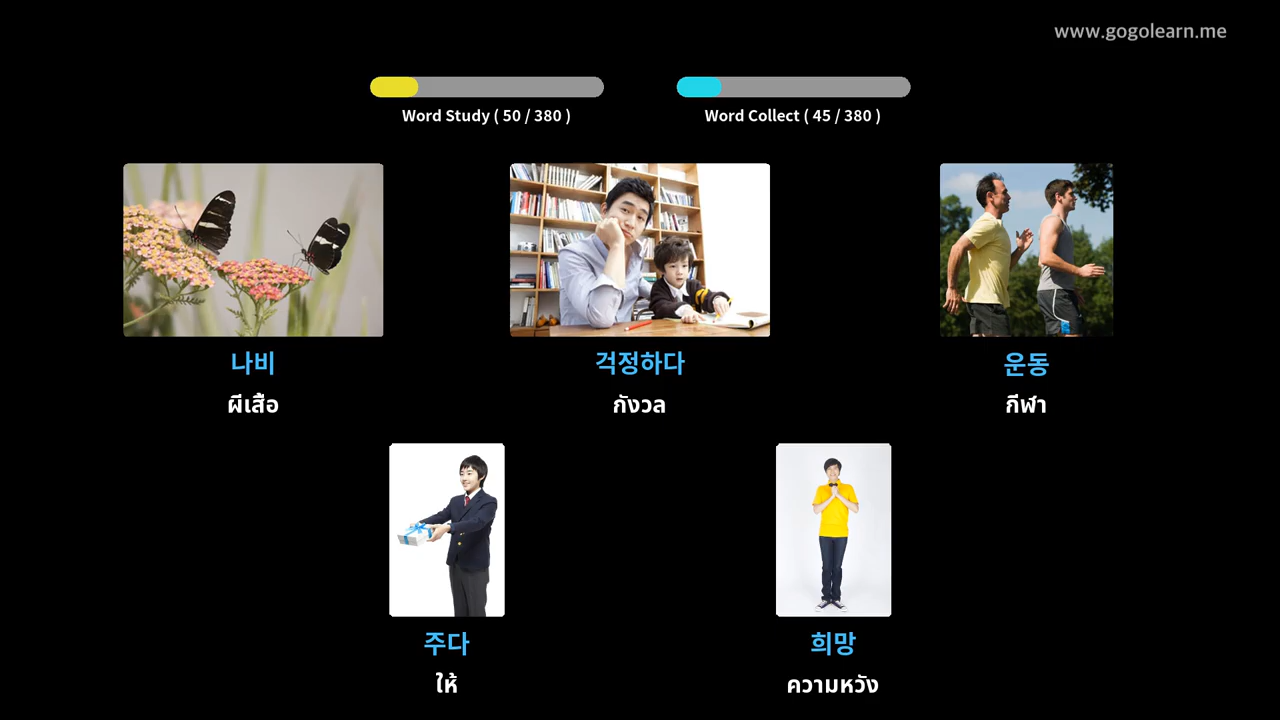 www.gogolearn.me
Word Study ( 50 / 380 )
Word Collect ( 45 / 380 )
나비
걱정하다
운동
ผีเสื้อ
กังวล
กีฬา
주다
희망
ให้
ความหวัง